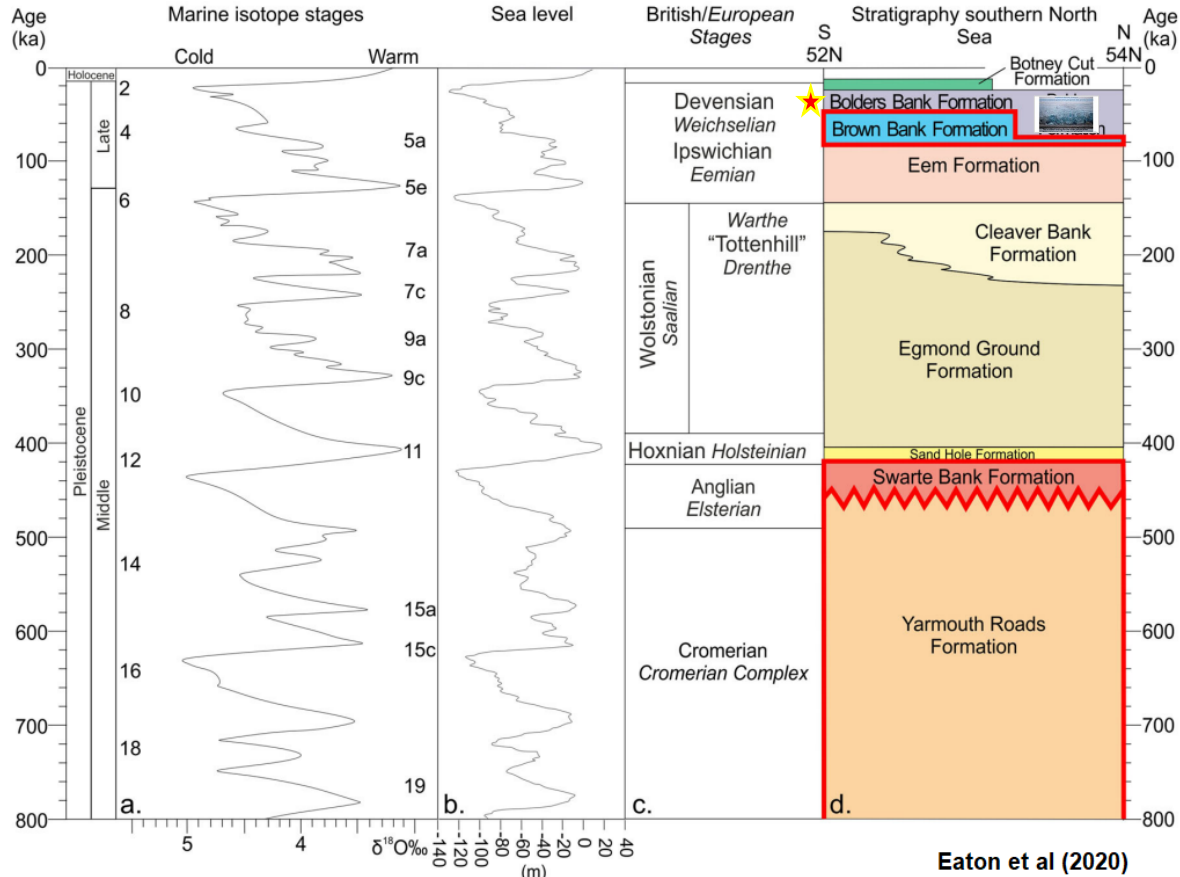 Age
(ka)
Marine isotope stages
Sea level
British/European
Stages
Stratigraphy southern North
Sea
Age
(ka)
Cold
Warm
S
52N
N
54N
0
100
200
300
400
500
600
700
800
Holocene
Pleistocene
Late
Middle
2
4
6
8
10
12
14
16
18
5a
5e
7a
7c
9a
9c
11
15a
15c
19
a.
5
4
δ¹⁸O‰
b.
-140
-120
-100
-80
-60
-40
-20
0
20
40
(m)
Devensian
Weichselian
Ipswichian
Eemian
Wolstonian
Saalian
Warthe
“Tottenhill”
Drenthe
Hoxnian Holsteinian
Anglian
Elsterian
Cromerian
Cromerian Complex
c.
Botney Cut
Formation
Bolders Bank Formation
Brown Bank Formation
Eem Formation
Cleaver Bank
Formation
Egmond Ground
Formation
Sand Hole Formation
Swarte Bank Formation
Yarmouth Roads
Formation
d.
0
100
200
300
400
500
600
700
800
Eaton et al (2020)